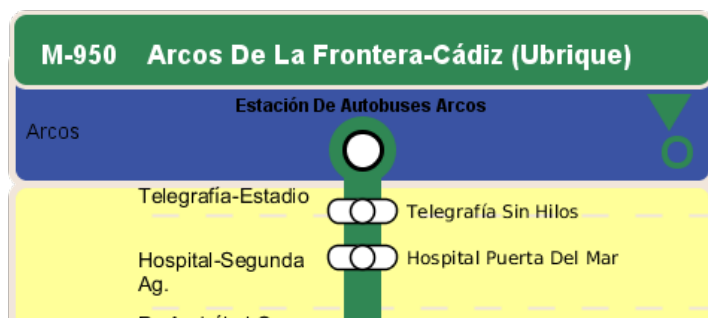 M-950 Arcos De La Frontera-Cádiz (Ubrique)
Estación De Autobuses Arcos
Arcos
Telegrafía-Estadio
Telegrafía Sin Hilos
Hospital-Segunda
Ag.
Hospital Puerta Del Mar